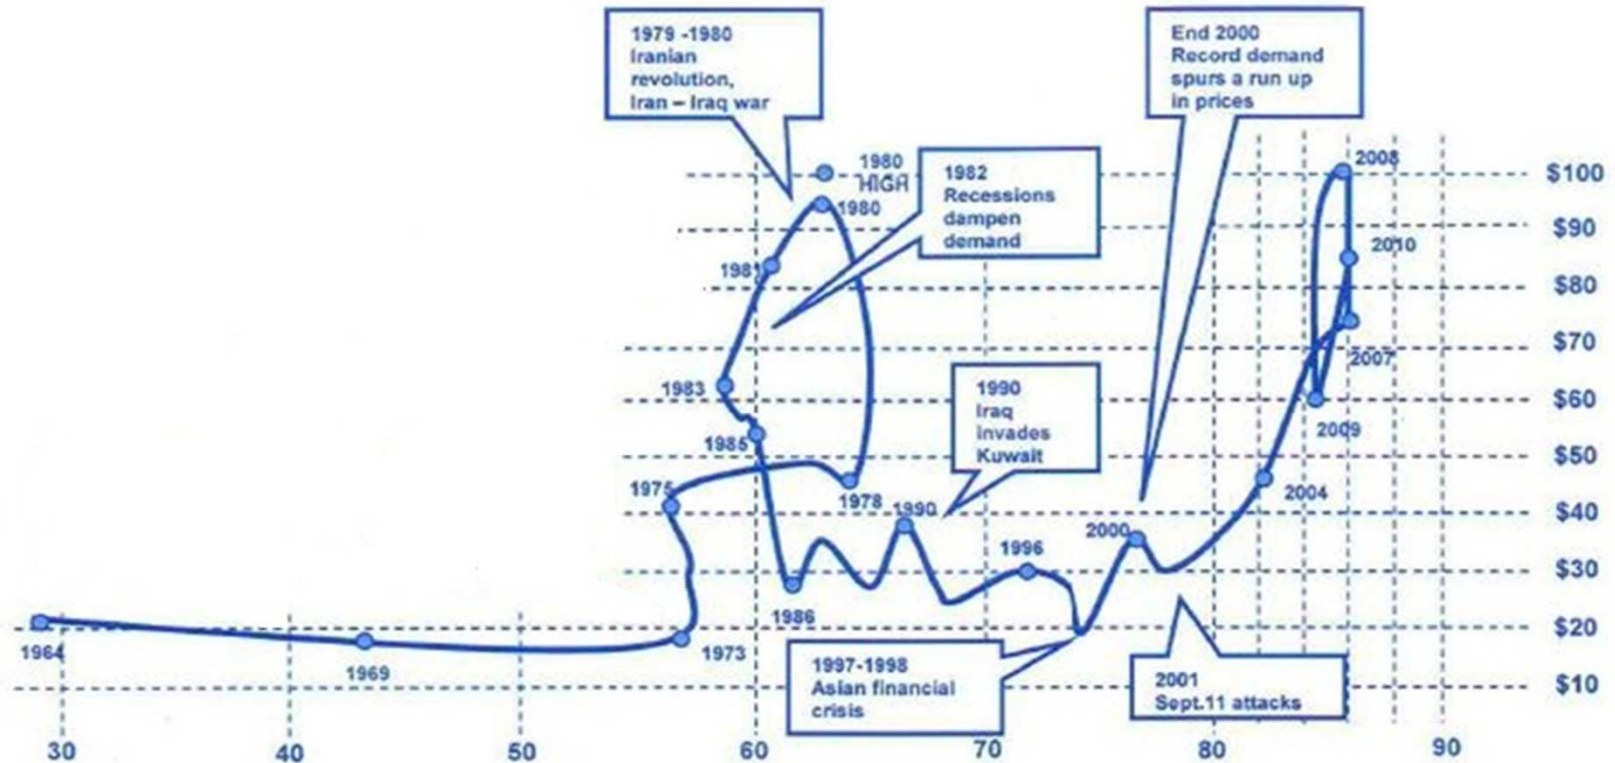 1979 -1980
Iranian
revolution,
Iran – Iraq war
End 2000
Record demand
spurs a run up
in prices
1980
HIGH
1980
1982
Recessions
dampen
demand
2008
$100
$90
2010
1981
$80
$70
2007
1983
1990
Iraq
invades
Kuwait
$60
2009
1985
$50
1975
1978
1990
2004
$40
2000
1996
$30
1986
$20
1964
1969
1973
1997-1998
Asian financial
crisis
2001
Sept.11 attacks
$10
30 40 50 60 70 80 90